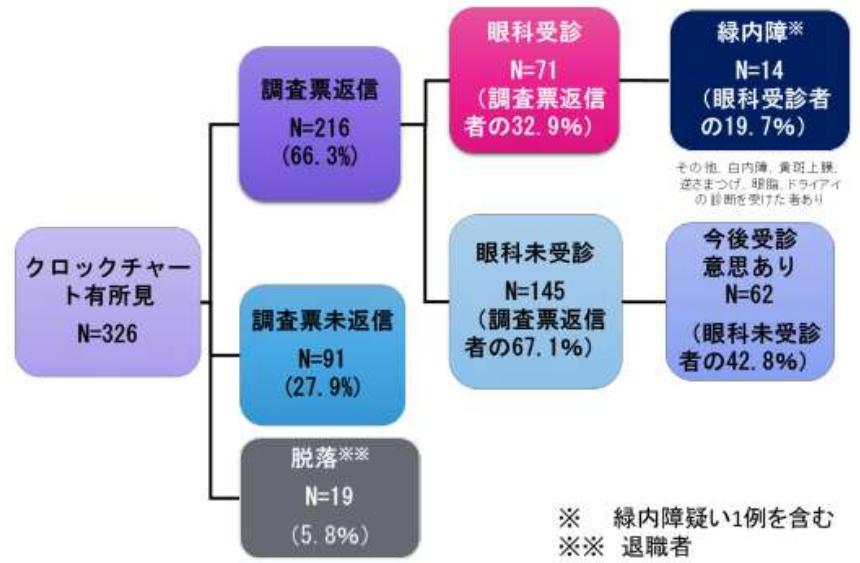 クロックチャー
ト有所見
N=326
調査票返信
N=216
(66.3%)
調査票未返信
N=91
(27.9%)
脱落※※
N=19
(5.8%)
眼科受診
N=71
(調査票返信
者の32.9%)
眼科未受診
N=145
(調査票返信
者の67.1%)
緑内障※
N=14
(眼科受診者
の19.7%)
その他、白内障、黄斑上膜、
逆さまつげ、眼脂、ドライアイ
の診断を受けた者あり
今後受診
意思あり
N=62
(眼科未受診
者の42.8%)
※ 緑内障疑い1例を含む
※※ 退職者